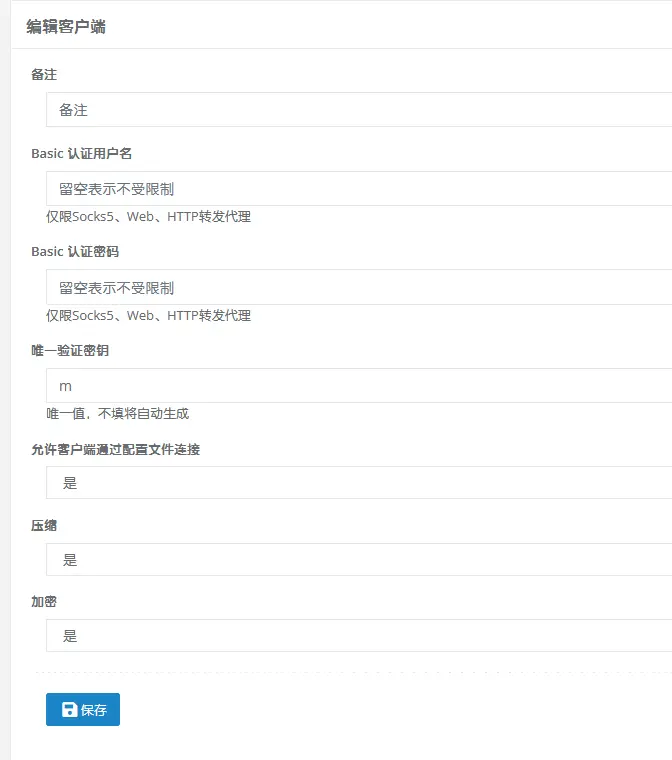 编辑客户端
备注
备注
Basic 认证用户名
留空表示不受限制
仅限Socks5、Web、HTTP转发代理
Basic 认证密码
留空表示不受限制
仅限Socks5、Web、HTTP转发代理
唯一验证密钥
m
唯一值，不填将自动生成
允许客户端通过配置文件连接
是
压缩
是
加密
是
保存